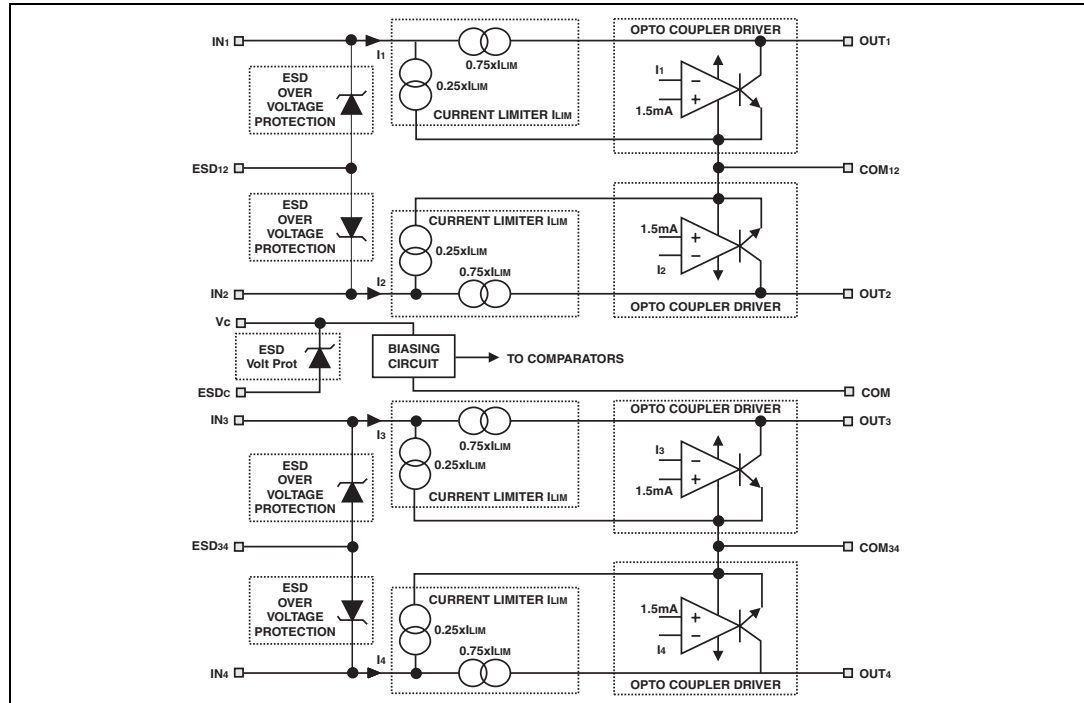 IN1
I1
0.75xILIM
OPTO COUPLER DRIVER
OUT1
ESD
OVER
VOLTAGE
PROTECTION
0.25xILIM
I1
1.5mA
CURRENT LIMITER ILIM
ESD12
COM12
ESD
OVER
VOLTAGE
PROTECTION
CURRENT LIMITER ILIM
0.25xILIM
1.5mA
I2
IN2
I2
0.75xILIM
OUT2
OPTO COUPLER DRIVER
Vc
ESD
Volt Prot
BIASING
CIRCUIT
TO COMPARATORS
ESDC
COM
IN3
I3
0.75xILIM
OPTO COUPLER DRIVER
OUT3
ESD
OVER
VOLTAGE
PROTECTION
0.25xILIM
I3
1.5mA
CURRENT LIMITER ILIM
ESD34
COM34
ESD
OVER
VOLTAGE
PROTECTION
CURRENT LIMITER ILIM
0.25xILIM
1.5mA
I4
IN4
I4
0.75xILIM
OUT4
OPTO COUPLER DRIVER